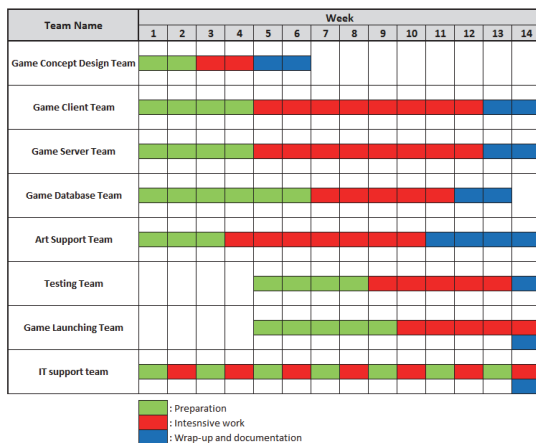 Team Name
Week
1 2 3 4 5 6 7 8 9 10 11 12 13 14
Game Concept Design Team
Game Client Team
Game Server Team
Game Database Team
Art Support Team
Testing Team
Game Launching Team
IT support team
: Preparation
: Intesnsive work
: Wrap-up and documentation